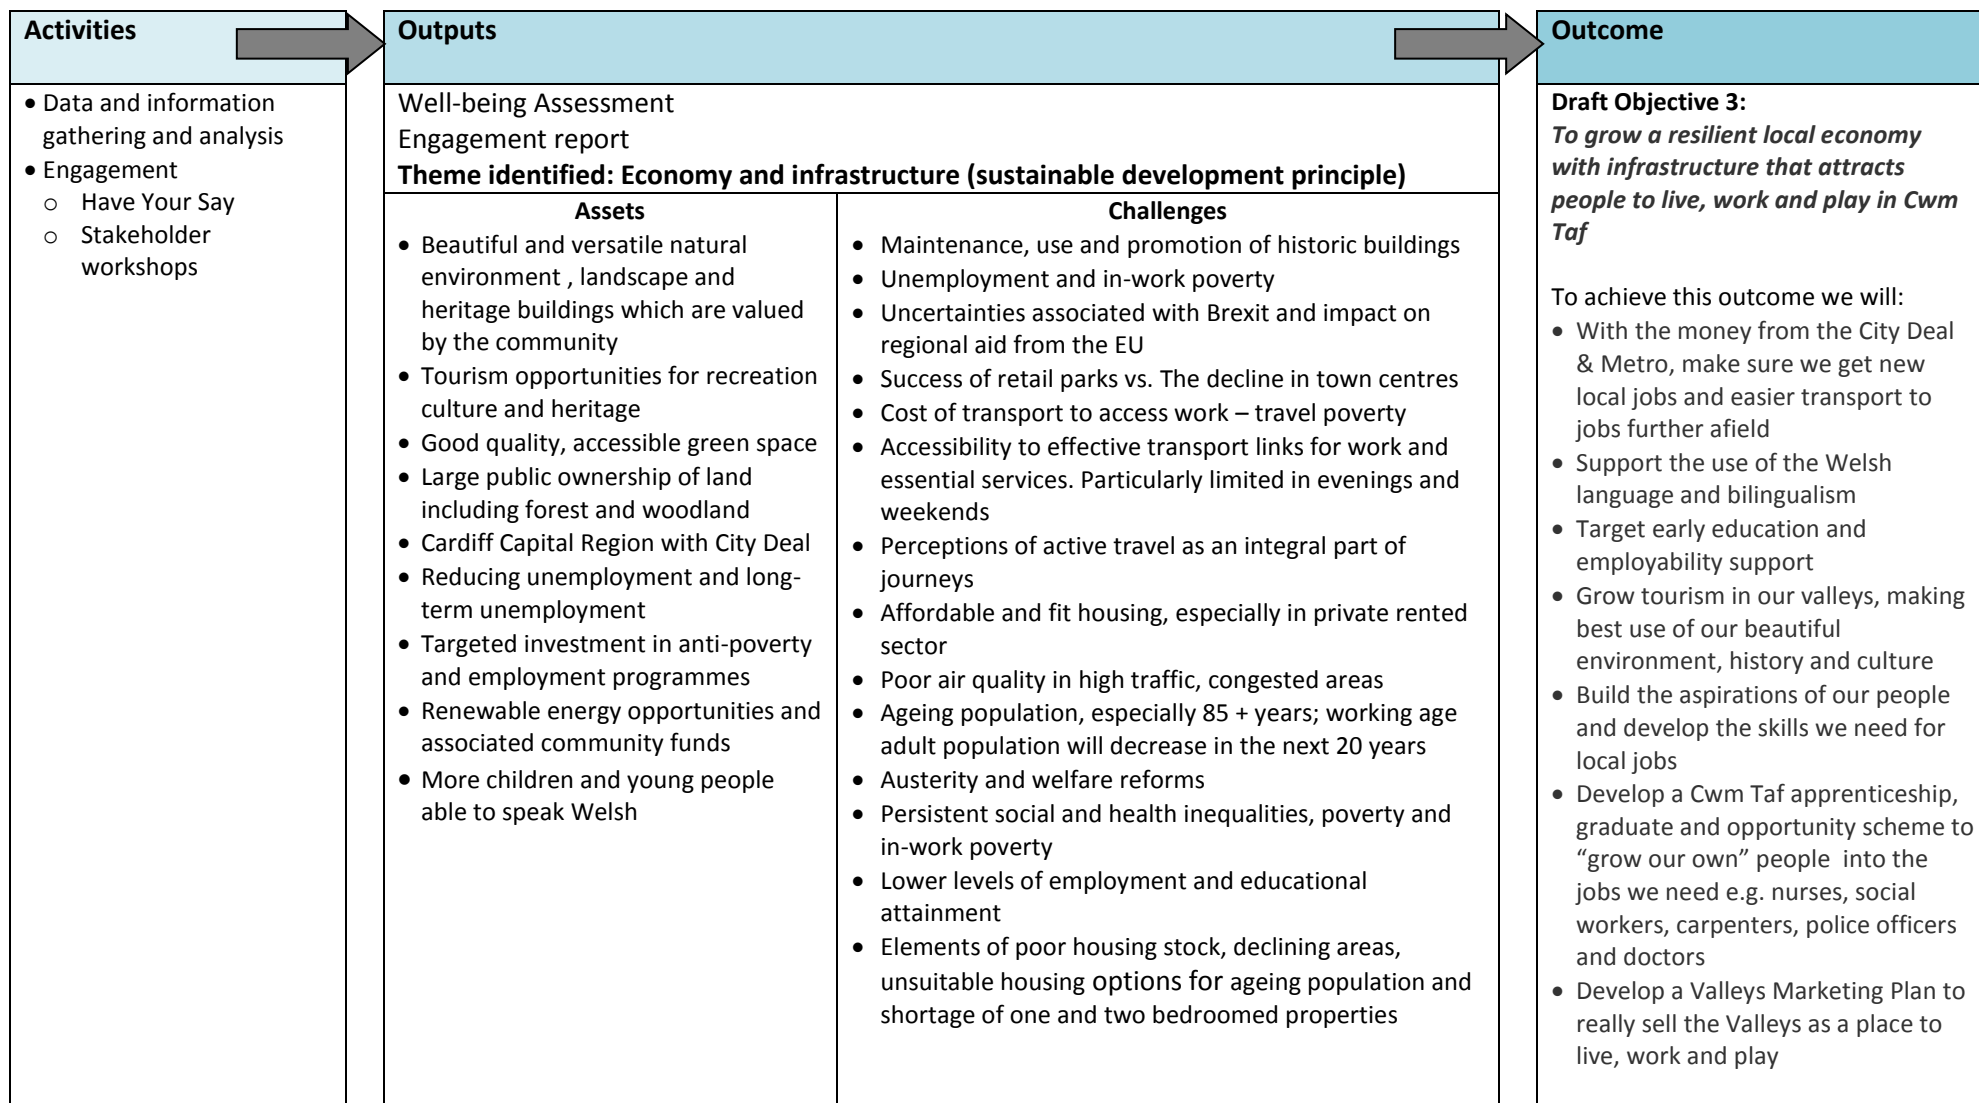 Activities
• Data and information
gathering and analysis
• Engagement
o Have Your Say
o Stakeholder
workshops
Outputs
Well-being Assessment
Engagement report
Theme identified: Economy and infrastructure (sustainable development principle)
Assets
• Beautiful and versatile natural
environment , landscape and
heritage buildings which are valued
by the community
• Tourism opportunities for recreation
culture and heritage
• Good quality, accessible green space
• Large public ownership of land
including forest and woodland
• Cardiff Capital Region with City Deal
• Reducing unemployment and long-
term unemployment
• Targeted investment in anti-poverty
and employment programmes
• Renewable energy opportunities and
associated community funds
• More children and young people
able to speak Welsh
Challenges
• Maintenance, use and promotion of historic buildings
• Unemployment and in-work poverty
• Uncertainties associated with Brexit and impact on
regional aid from the EU
• Success of retail parks vs. The decline in town centres
• Cost of transport to access work – travel poverty
• Accessibility to effective transport links for work and
essential services. Particularly limited in evenings and
weekends
• Perceptions of active travel as an integral part of
journeys
• Affordable and fit housing, especially in private rented
sector
• Poor air quality in high traffic, congested areas
• Ageing population, especially 85 + years; working age
adult population will decrease in the next 20 years
• Austerity and welfare reforms
• Persistent social and health inequalities, poverty and
in-work poverty
• Lower levels of employment and educational
attainment
• Elements of poor housing stock, declining areas,
unsuitable housing options for ageing population and
shortage of one and two bedroomed properties
Outcome
Draft Objective 3:
To grow a resilient local economy
with infrastructure that attracts
people to live, work and play in Cwm
Taf
To achieve this outcome we will:
• With the money from the City Deal
& Metro, make sure we get new
local jobs and easier transport to
jobs further afield
• Support the use of the Welsh
language and bilingualism
• Target early education and
employability support
• Grow tourism in our valleys, making
best use of our beautiful
environment, history and culture
• Build the aspirations of our people
and develop the skills we need for
local jobs
• Develop a Cwm Taf apprenticeship,
graduate and opportunity scheme to
“grow our own” people into the
jobs we need e.g. nurses, social
workers, carpenters, police officers
and doctors
• Develop a Valleys Marketing Plan to
really sell the Valleys as a place to
live, work and play